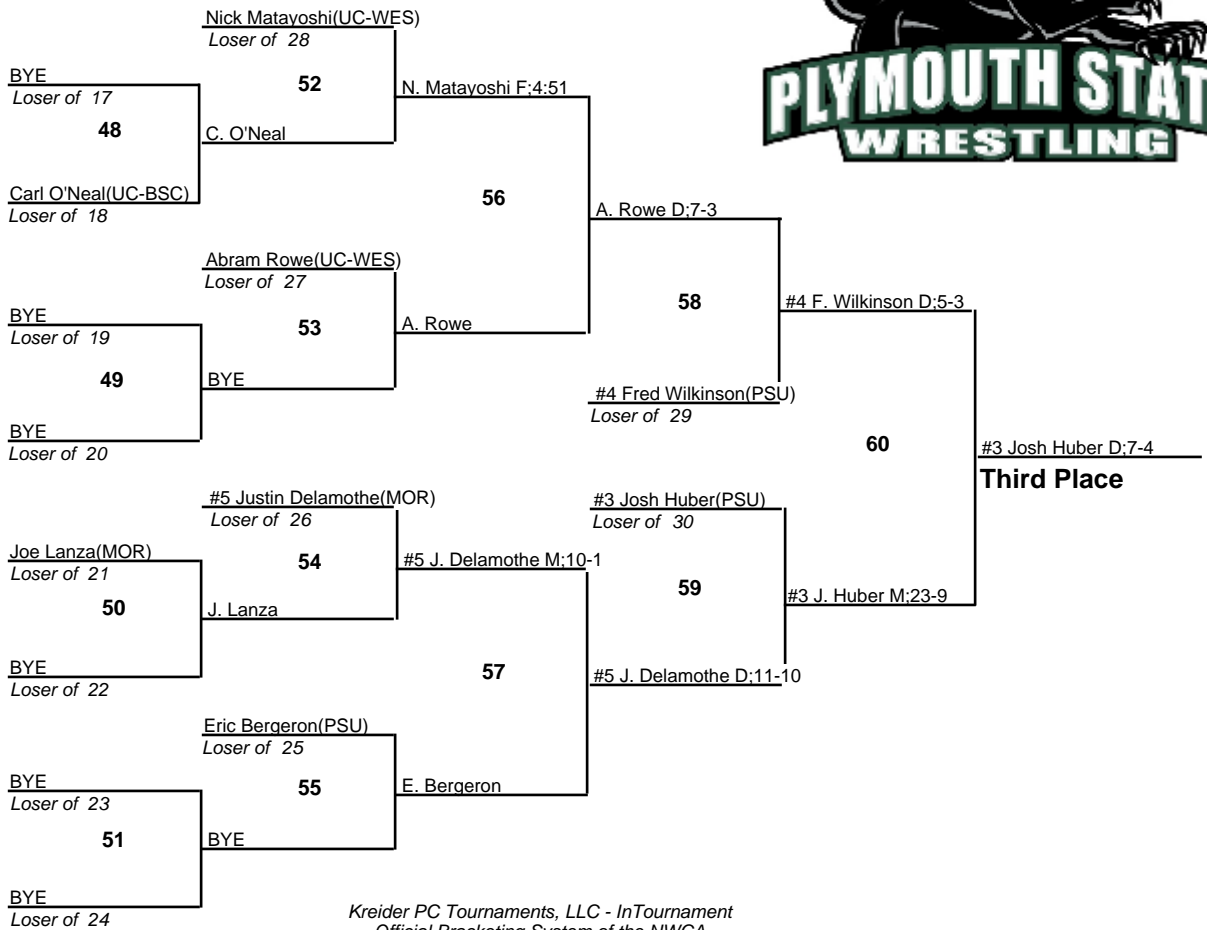 Nick Matayoshi(UC-WES)
Loser of 28
BYE
Loser of 17
52
N. Matayoshi F;4:51
48
C. O'Neal
Carl O'Neal(UC-BSC)
Loser of 18
56
A. Rowe D;7-3
Abram Rowe(UC-WES)
Loser of 27
BYE
Loser of 19
53
A. Rowe
58
#4 F. Wilkinson D;5-3
49
BYE
#4 Fred Wilkinson(PSU)
Loser of 29
BYE
Loser of 20
60
#3 Josh Huber D;7-4
Third Place
#5 Justin Delamothe(MOR)
Loser of 26
#3 Josh Huber(PSU)
Loser of 30
Joe Lanza(MOR)
Loser of 21
54
#5 J. Delamothe M;10-1
50
J. Lanza
59
#3 J. Huber M;23-9
BYE
Loser of 22
57
#5 J. Delamothe D;11-10
Eric Bergeron(PSU)
Loser of 25
BYE
Loser of 23
55
E. Bergeron
51
BYE
BYE
Loser of 24
PLYMOUTH STAT
WRESTLING
Kreider PC Tournaments, LLC - InTournament
Official Bracketing System of the NWCA